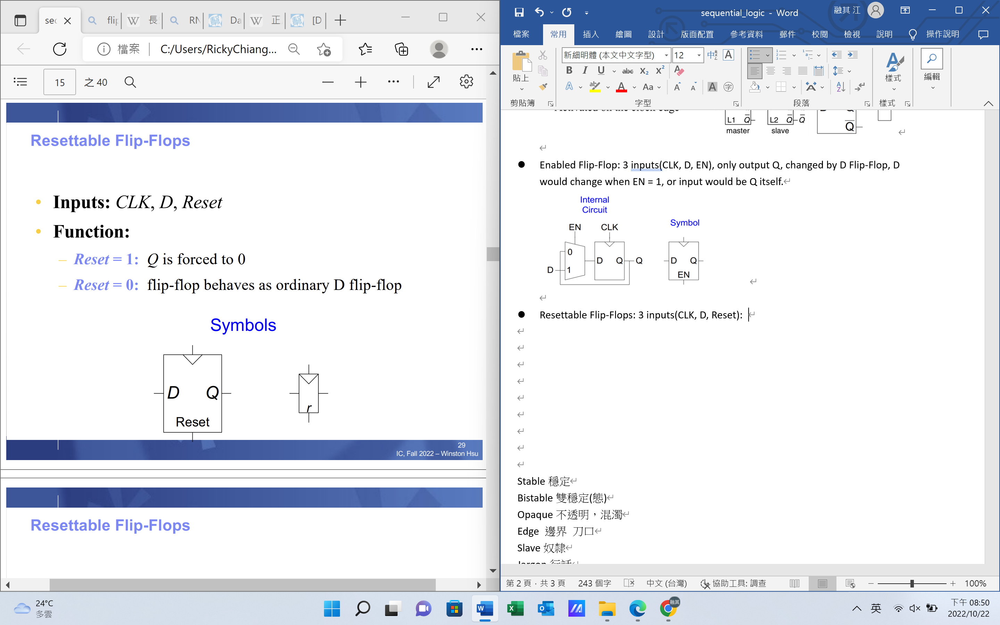 sec
flip
長
RN
Da
正
[D
檔案
C:/Users/RickyChiang...
15
之 40
Resettable Flip-Flops
• Inputs: CLK, D, Reset
• Function:
– Reset = 1: Q is forced to 0
– Reset = 0: flip-flop behaves as ordinary D flip-flop
Symbols
D Q
Reset
r
29
IC, Fall 2022 – Winston Hsu
Resettable Flip-Flops
sequential_logic - Word
融其 江
檔案 常用 插入 繪圖 設計 版面配置 參考資料 郵件 校閱 檢視 說明 操作說明
貼上
新細明體 (本文中文字型) 12
樣式
編輯
剪貼簿 字型 段落 樣式
Activated on the clock edge
L1 Q L2 Q Q
Q
master slave
● Enabled Flip-Flop: 3 inputs(CLK, D, EN), only output Q, changed by D Flip-Flop, D
would change when EN = 1, or input would be Q itself.
Internal
Circuit
Symbol
EN CLK
0
D Q Q
D 1
D Q
EN
● Resettable Flip-Flops: 3 inputs(CLK, D, Reset):
Stable 穩定
Bistable 雙穩定(態)
Opaque 不透明，混濁
Edge 邊界 刀口
Slave 奴隸
Jargon 行話
第 2 頁，共 3 頁 243 個字 中文 (台灣) 協助工具: 調查 100%
24°C
多雲
英
下午 08:50
2022/10/22